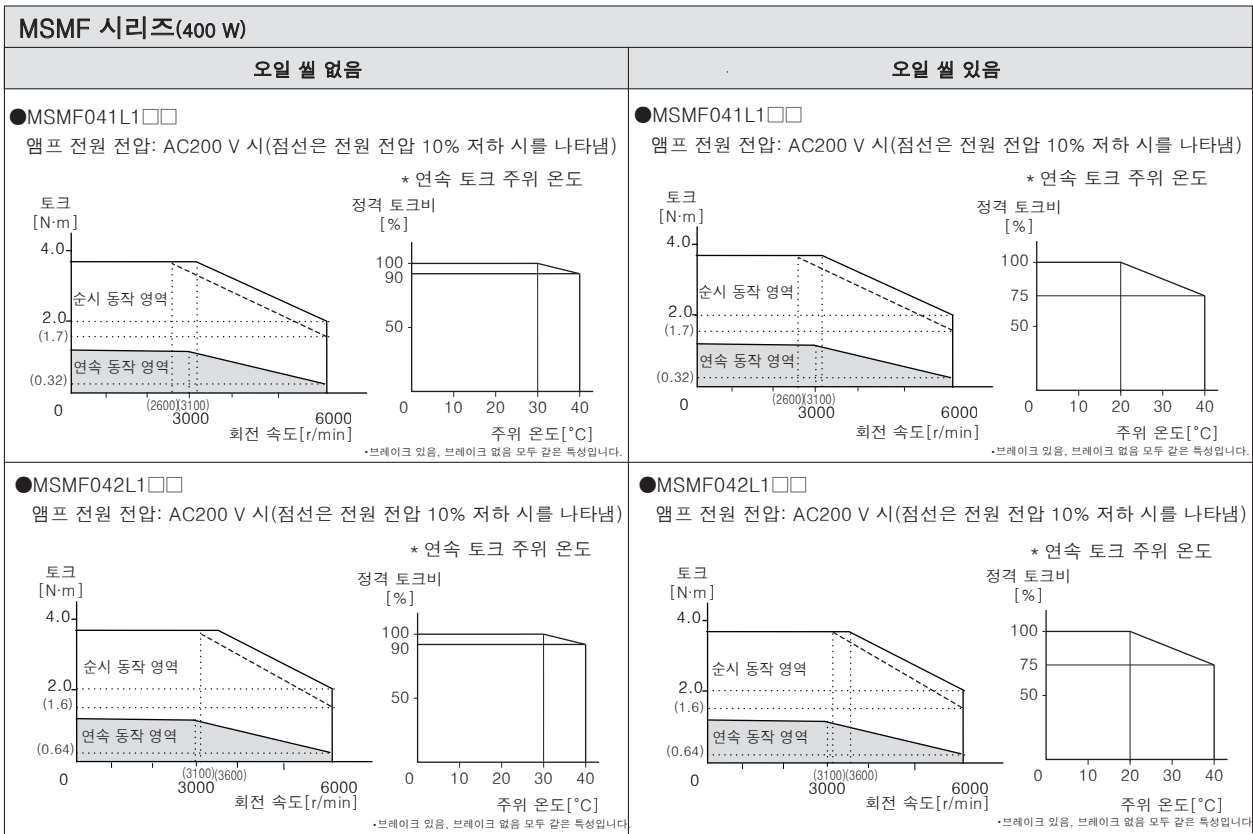 MSMF 시리즈(400 W)
오일 씰 없음
오일 씰 있음
●MSMF041L1□□
앰프 전원 전압: AC200 V 시(점선은 전원 전압 10% 저하 시를 나타냄)
* 연속 토크 주위 온도
토크
[N·m]
4.0
순시 동작 영역
2.0
(1.7)
연속 동작 영역
(0.32)
0
(2600)(3100)
3000
6000
회전 속도[r/min]
정격 토크비
[%]
100
90
50
0 10 20 30 40
주위 온도[°C]
•브레이크 있음, 브레이크 없음 모두 같은 특성입니다.
●MSMF041L1□□
앰프 전원 전압: AC200 V 시(점선은 전원 전압 10% 저하 시를 나타냄)
* 연속 토크 주위 온도
토크
[N·m]
4.0
순시 동작 영역
2.0
(1.7)
연속 동작 영역
(0.32)
0
(2600)(3100)
3000
6000
회전 속도[r/min]
정격 토크비
[%]
100
75
50
0 10 20 30 40
주위 온도[°C]
•브레이크 있음, 브레이크 없음 모두 같은 특성입니다.
●MSMF042L1□□
앰프 전원 전압: AC200 V 시(점선은 전원 전압 10% 저하 시를 나타냄)
* 연속 토크 주위 온도
토크
[N·m]
4.0
순시 동작 영역
2.0
(1.6)
연속 동작 영역
(0.64)
0
(3100)(3600)
3000
6000
회전 속도[r/min]
정격 토크비
[%]
100
90
50
0 10 20 30 40
주위 온도[°C]
•브레이크 있음, 브레이크 없음 모두 같은 특성입니다.
●MSMF042L1□□
앰프 전원 전압: AC200 V 시(점선은 전원 전압 10% 저하 시를 나타냄)
* 연속 토크 주위 온도
토크
[N·m]
4.0
순시 동작 영역
2.0
(1.6)
연속 동작 영역
(0.64)
0
(3100)(3600)
3000
6000
회전 속도[r/min]
정격 토크비
[%]
100
75
50
0 10 20 30 40
주위 온도[°C]
•브레이크 있음, 브레이크 없음 모두 같은 특성입니다